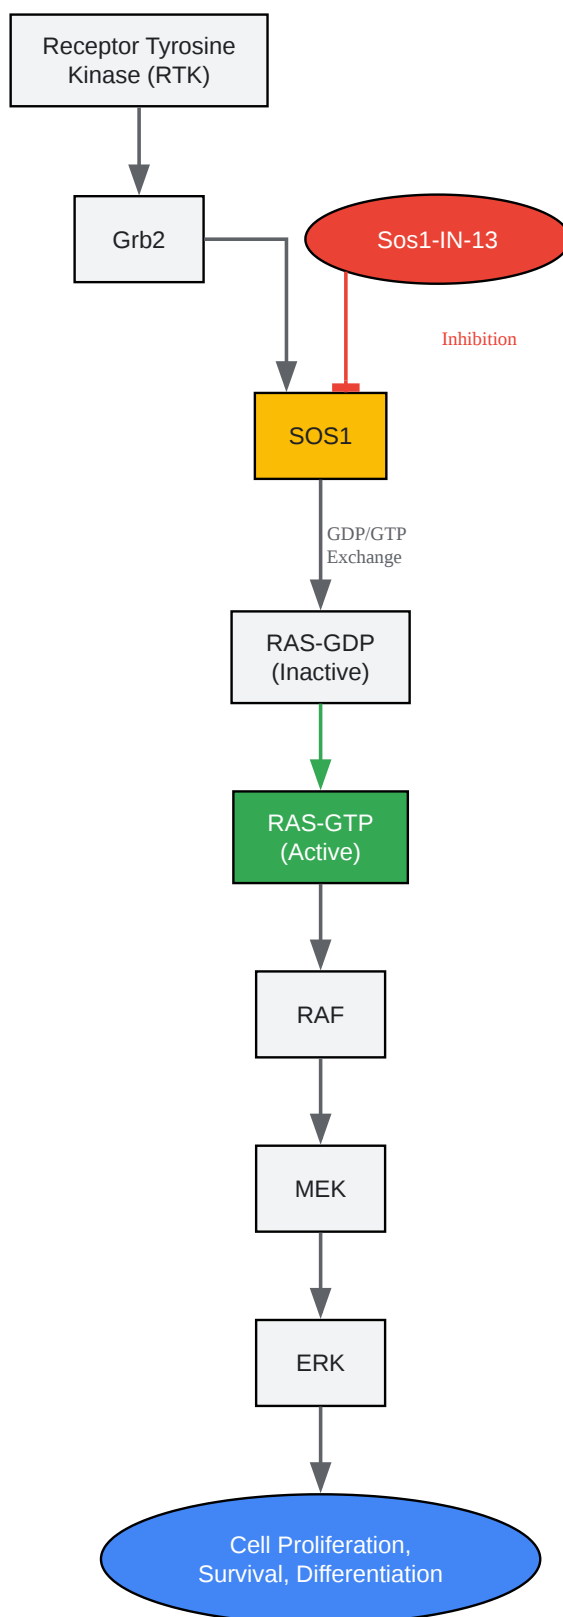 Receptor Tyrosine
Kinase (RTK)
Grb2
Sos1-IN-13
Inhibition
SOS1
GDP/GTP
Exchange
RAS-GDP
(Inactive)
RAS-GTP
(Active)
RAF
MEK
ERK
Cell Proliferation,
Survival, Differentiation